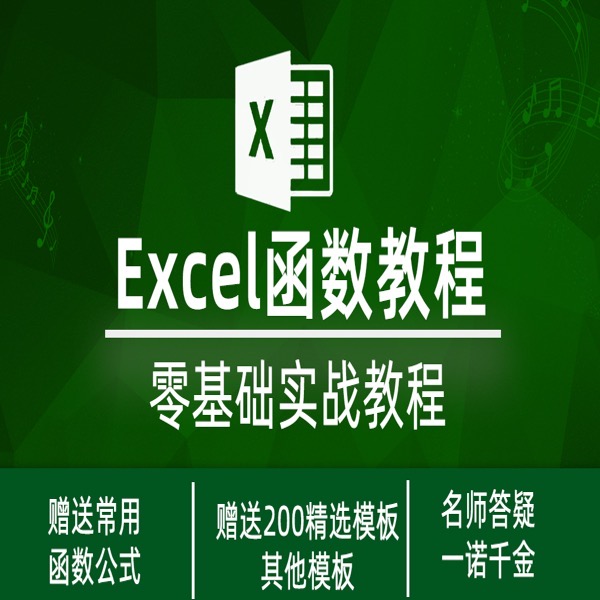 X
Excel函数教程
零基础实战教程
赠送常用
函数公式
赠送200精选模板
其他模板
名师答疑
一诺千金